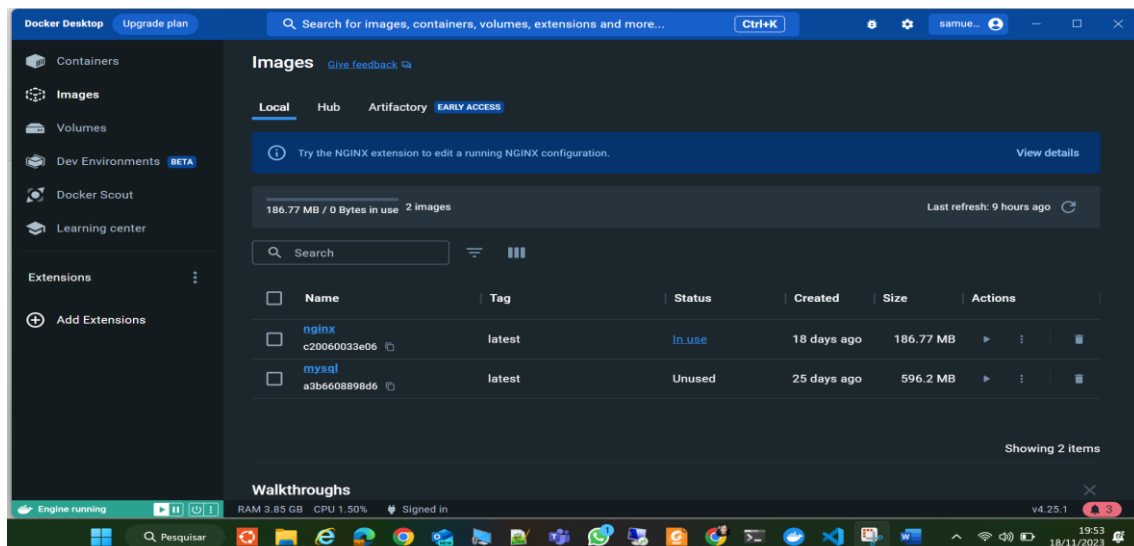 Docker Desktop Upgrade plan Search for images, containers, volumes, extensions and more... Ctrl+K samue...
Containers
Images
Volumes
Dev Environments BETA
Docker Scout
Learning center
Extensions
Add Extensions
Images Give feedback
Local Hub Artifactory EARLY ACCESS
Try the NGINX extension to edit a running NGINX configuration. View details
186.77 MB / 0 Bytes in use 2 images Last refresh: 9 hours ago
Search
Name Tag Status Created Size Actions
nginx
c20060033e06
latest In use 18 days ago 186.77 MB
mysql
a3b6608898d6
latest Unused 25 days ago 596.2 MB
Showing 2 items
Walkthroughs
Engine running RAM 3.85 GB CPU 1.50% Signed in v4.25.1 3
Pesquisar 19:53
18/11/2023